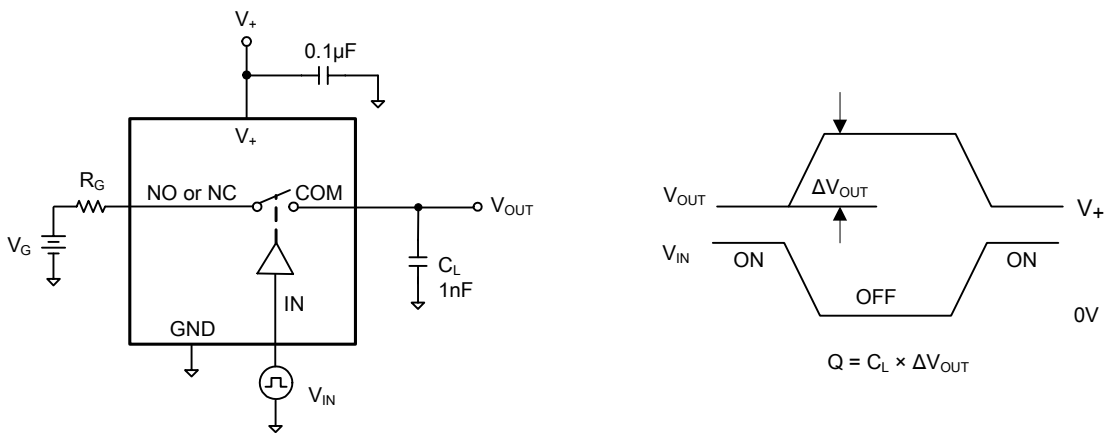 V+
0.1µF
V+
RG
NO or NC
COM
VOUT
VG
CL
1nF
IN
GND
VIN
VOUT
ΔVOUT
V+
VIN
ON
OFF
ON
0V
Q = CL × ΔVOUT